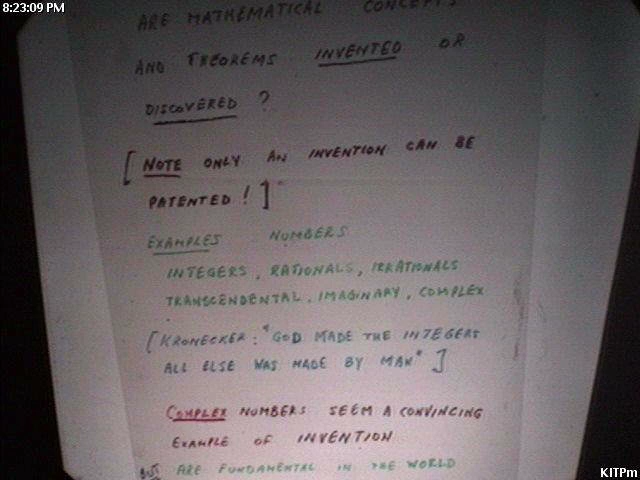 8:23:09 PM
ARE MATHEMATICAL CONCEPTS
AND THEOREMS INVENTED OR
DISCOVERED ?
[ NOTE ONLY AN INVENTION CAN BE
PATENTED ! ]
EXAMPLES NUMBERS
INTEGERS, RATIONALS, IRRATIONALS
TRANSCENDENTAL, IMAGINARY, COMPLEX
[ KRONECKER : "GOD MADE THE INTEGERS
ALL ELSE WAS MADE BY MAN" ]
COMPLEX NUMBERS SEEM A CONVINCING
EXAMPLE OF INVENTION
BUT ARE FUNDAMENTAL IN THE WORLD
KITPm